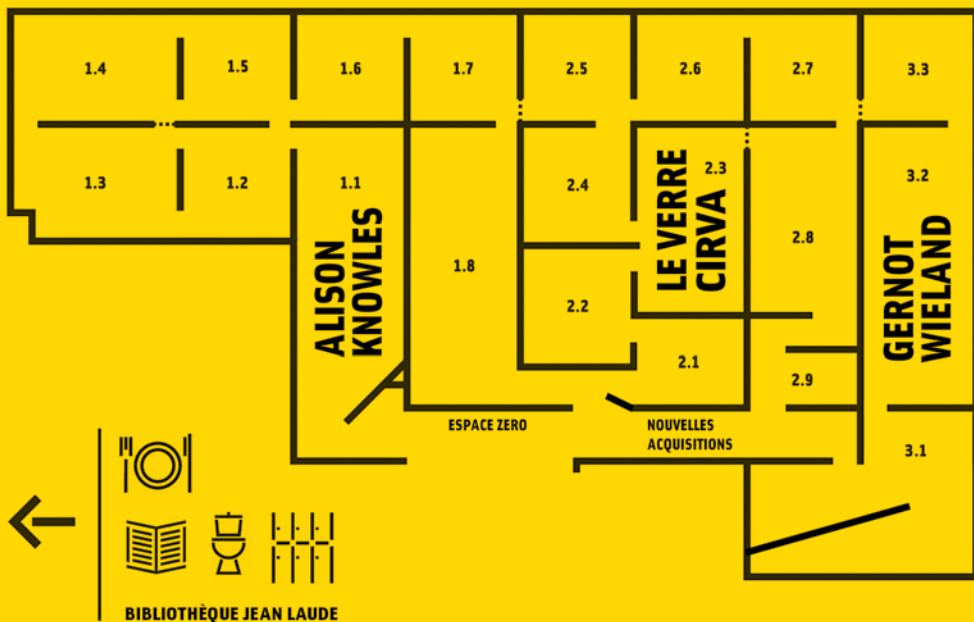 1.4
1.5
1.6
1.7
2.5
2.6
2.7
3.3
1.3
1.2
1.1
2.4
2.3
3.2
1.8
2.8
2.2
2.1
2.9
3.1
ALISON
KNOWLES
LE VERRE
CIRVA
GERNOT
WIELAND
ESPACE ZERO
NOUVELLES
ACQUISITIONS
BIBLIOTHÈQUE JEAN LAUDE